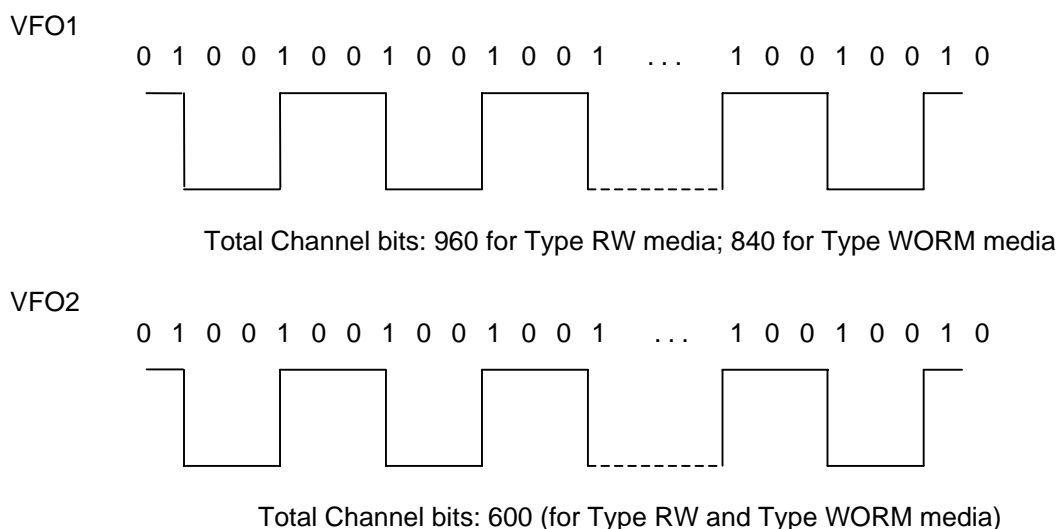 VFO1
0 1 0 0 1 0 0 1 0 0 1 0 0 1 ... 1 0 0 1 0 0 1 0
Total Channel bits: 960 for Type RW media; 840 for Type WORM media
VFO2
0 1 0 0 1 0 0 1 0 0 1 0 0 1 ... 1 0 0 1 0 0 1 0
Total Channel bits: 600 (for Type RW and Type WORM media)